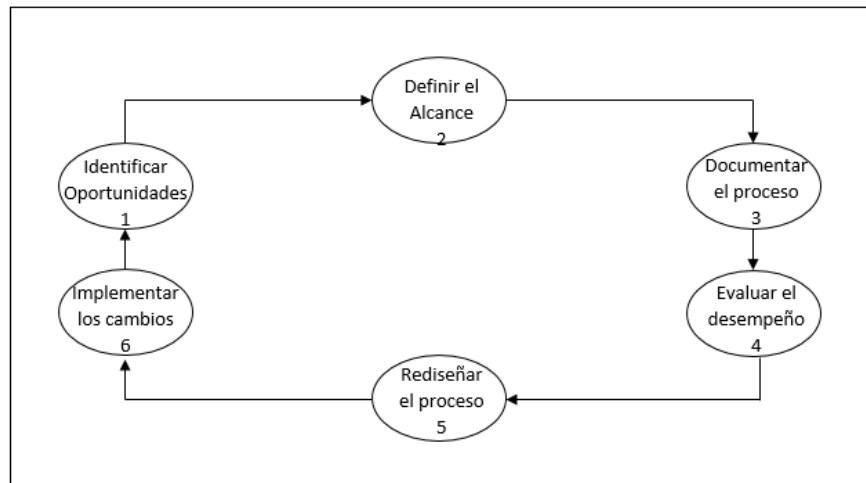 Identificar
Oportunidades
1
Definir el
Alcance
2
Documentar
el proceso
3
Evaluar el
desempeño
4
Rediseñar
el proceso
5
Implementar
los cambios
6